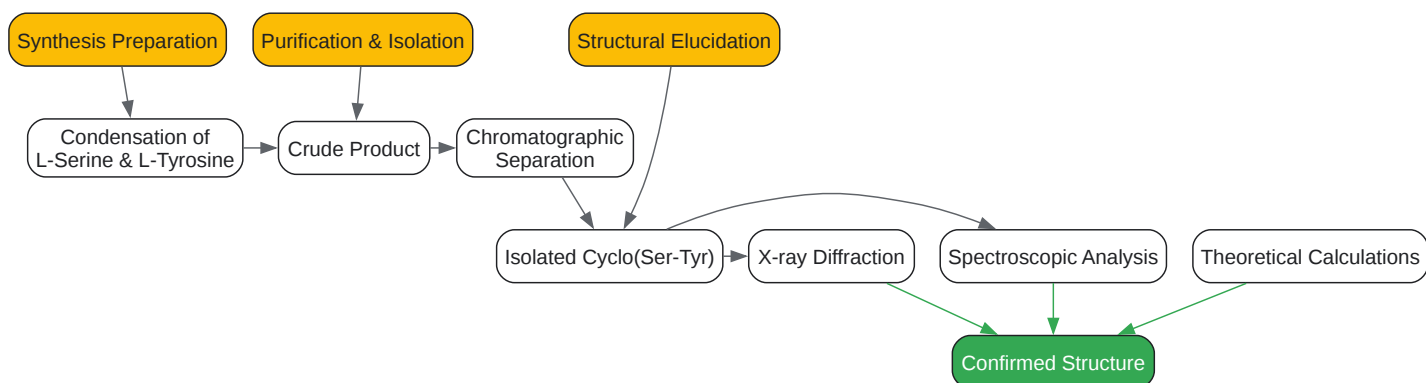 Synthesis Preparation
Purification & Isolation
Structural Elucidation
Condensation of
L-Serine & L-Tyrosine
Crude Product
Chromatographic
Separation
Isolated Cyclo(Ser-Tyr)
X-ray Diffraction
Spectroscopic Analysis
Theoretical Calculations
Confirmed Structure